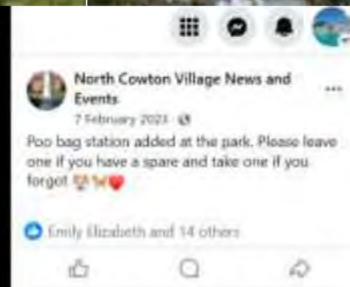 North Cowton Village News and
Events
7 February 2023
Poo bag station added at the park. Please leave
one if you have a spare and take one if you
forgot
Emily Elizabeth and 14 others